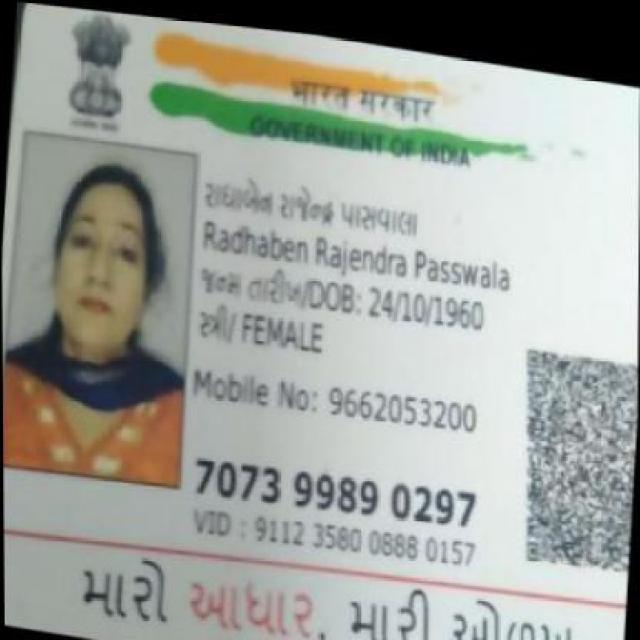 भारत सरकार
GOVERNMENT OF INDIA
રાધાબેન રાજેન્દ્ર પાસવાલા
Radhaben Rajendra Passwala
જન્મ તારીખ/DOB: 24/10/1960
સ્ત્રી/ FEMALE
Mobile No: 9662053200
7073 9989 0297
VID : 9112 3580 0888 0157
મારો આધાર, મારી ઓળખ